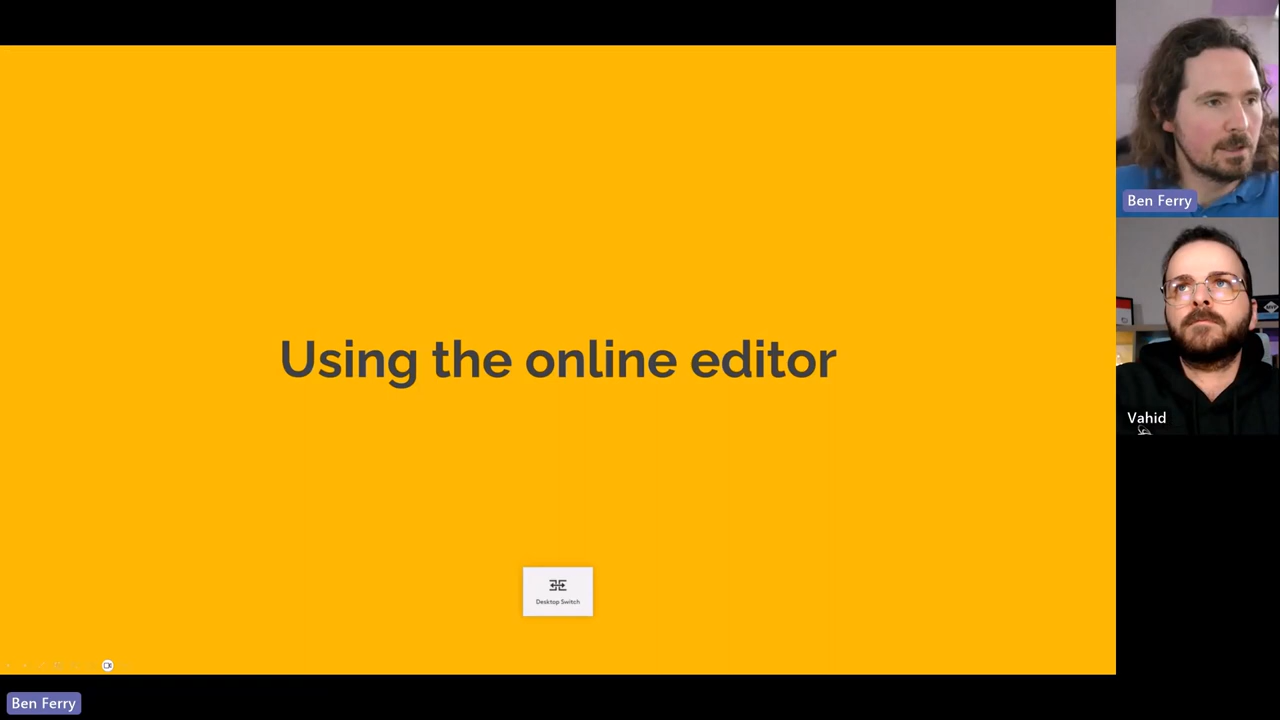 Using the online editor
Desktop Switch
Ben Ferry
Ben Ferry
Vahid